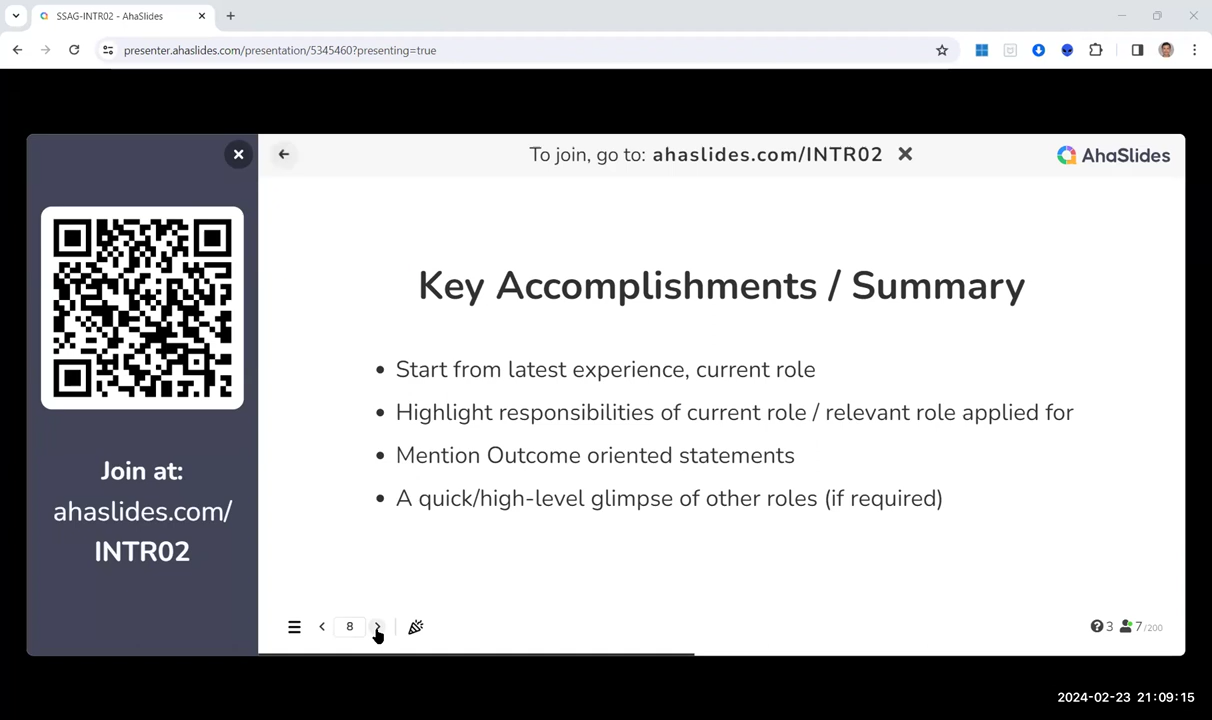 SSAG-INTR02 - AhaSlides
presenter.ahaslides.com/presentation/5345460?presenting=true
To join, go to: ahaslides.com/INTR02
AhaSlides
Key Accomplishments / Summary
• Start from latest experience, current role
• Highlight responsibilities of current role / relevant role applied for
• Mention Outcome oriented statements
• A quick/high-level glimpse of other roles (if required)
Join at:
ahaslides.com/
INTR02
8
3 7/200
2024-02-23 21:09:15